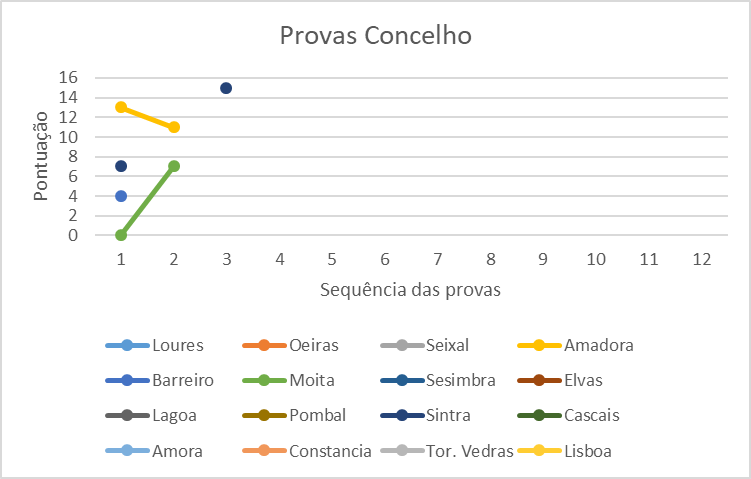 Provas Concelho
Pontuação
16
14
12
10
8
6
4
2
0
1 2 3 4 5 6 7 8 9 10 11 12
Sequência das provas
Loures Oeiras Seixal Amadora
Barreiro Moita Sesimbra Elvas
Lagoa Pombal Sintra Cascais
Amora Constancia Tor. Vedras Lisboa